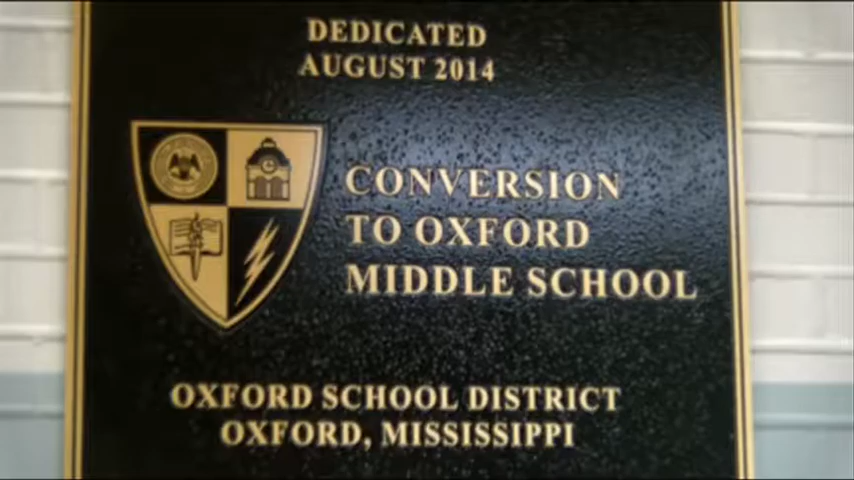 DEDICATED
AUGUST 2014
CONVERSION
TO OXFORD
MIDDLE SCHOOL
OXFORD SCHOOL DISTRICT
OXFORD, MISSISSIPPI